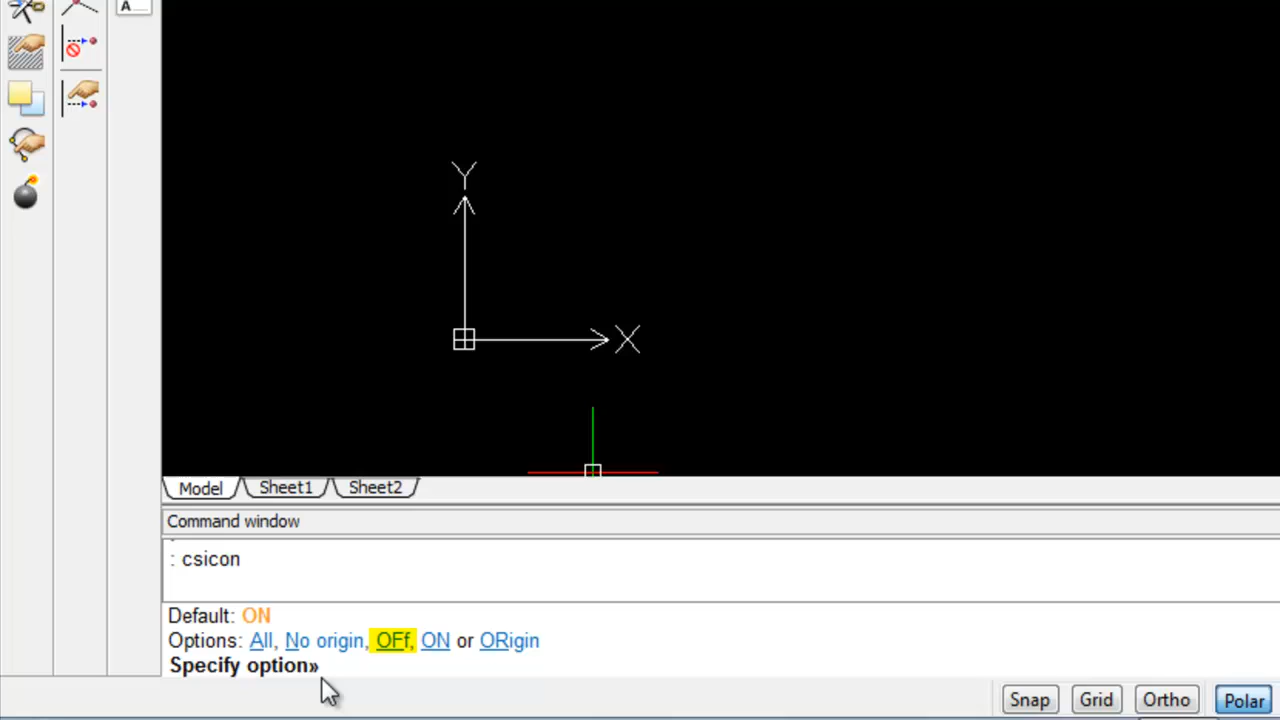 A
Y
X
Model Sheet1 Sheet2
Command window
: csicon
Default: ON
Options: All, No origin, OFf, ON or ORigin
Specify option»
Snap Grid Ortho Polar